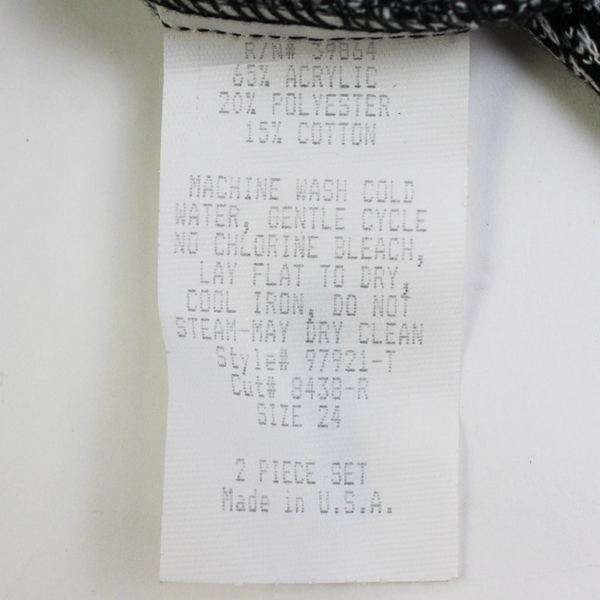 R/N# 39864
65% ACRYLIC
20% POLYESTER
15% COTTON
MACHINE WASH COLD
WATER, GENTLE CYCLE
NO CHLORINE BLEACH,
LAY FLAT TO DRY,
COOL IRON, DO NOT
STEAM-MAY DRY CLEAN
Style# 97921-T
Cut# 8438-R
SIZE 24
2 PIECE SET
Made in U.S.A.